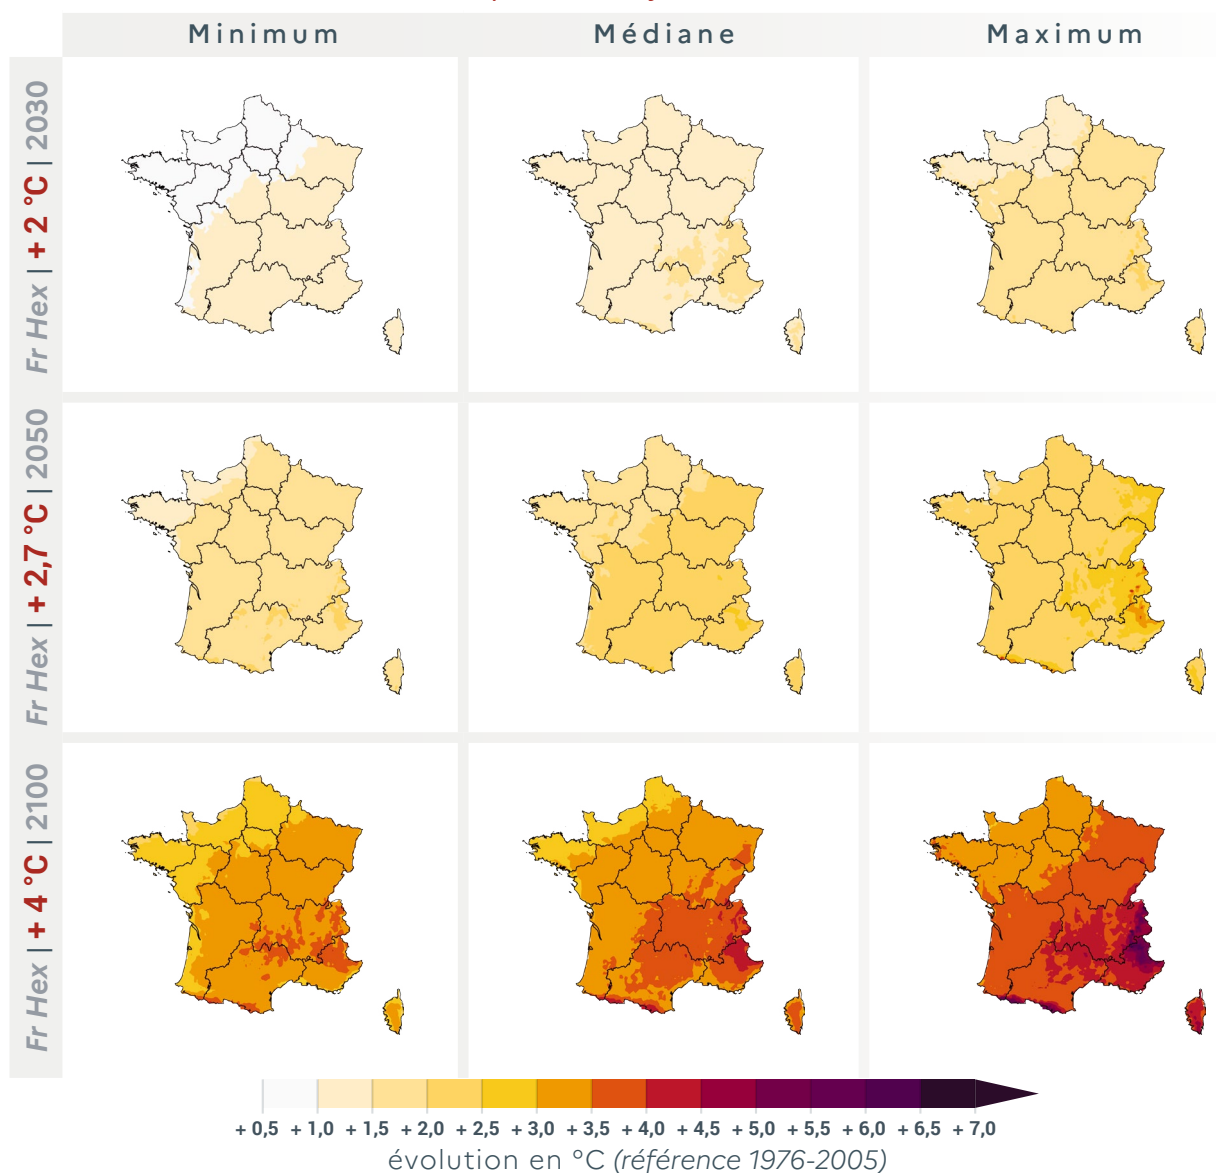 Minimum Médiane Maximum
Fr Hex | + 2 °C | 2030
Fr Hex | + 2,7 °C | 2050
Fr Hex | + 4 °C | 2100
+ 0,5 + 1,0 + 1,5 + 2,0 + 2,5 + 3,0 + 3,5 + 4,0 + 4,5 + 5,0 + 5,5 + 6,0 + 6,5 + 7,0
évolution en °C (référence 1976-2005)